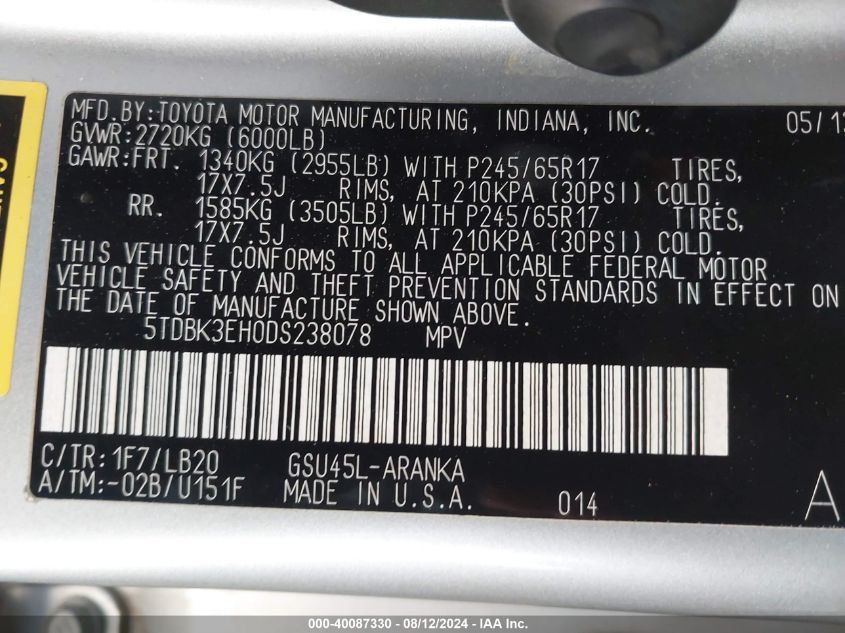 MFD. BY: TOYOTA MOTOR MANUFACTURING, INDIANA, INC. 05/13
GVWR: 2720KG (6000LB)
GAWR: FRT. 1340KG (2955LB) WITH P245/65R17 TIRES,
17X7.5J RIMS, AT 210KPA (30PSI) COLD.
RR. 1585KG (3505LB) WITH P245/65R17 TIRES,
17X7.5J RIMS, AT 210KPA (30PSI) COLD.
THIS VEHICLE CONFORMS TO ALL APPLICABLE FEDERAL MOTOR
VEHICLE SAFETY AND THEFT PREVENTION STANDARDS IN EFFECT ON
THE DATE OF MANUFACTURE SHOWN ABOVE.
5TDBK3EH0DS238078 MPV
C/TR: 1F7/LB20 GSU45L-ARANKA
A/TM: -02B/U151F MADE IN U.S.A. 014 A
000-40087330 - 08/12/2024 - IAA Inc.